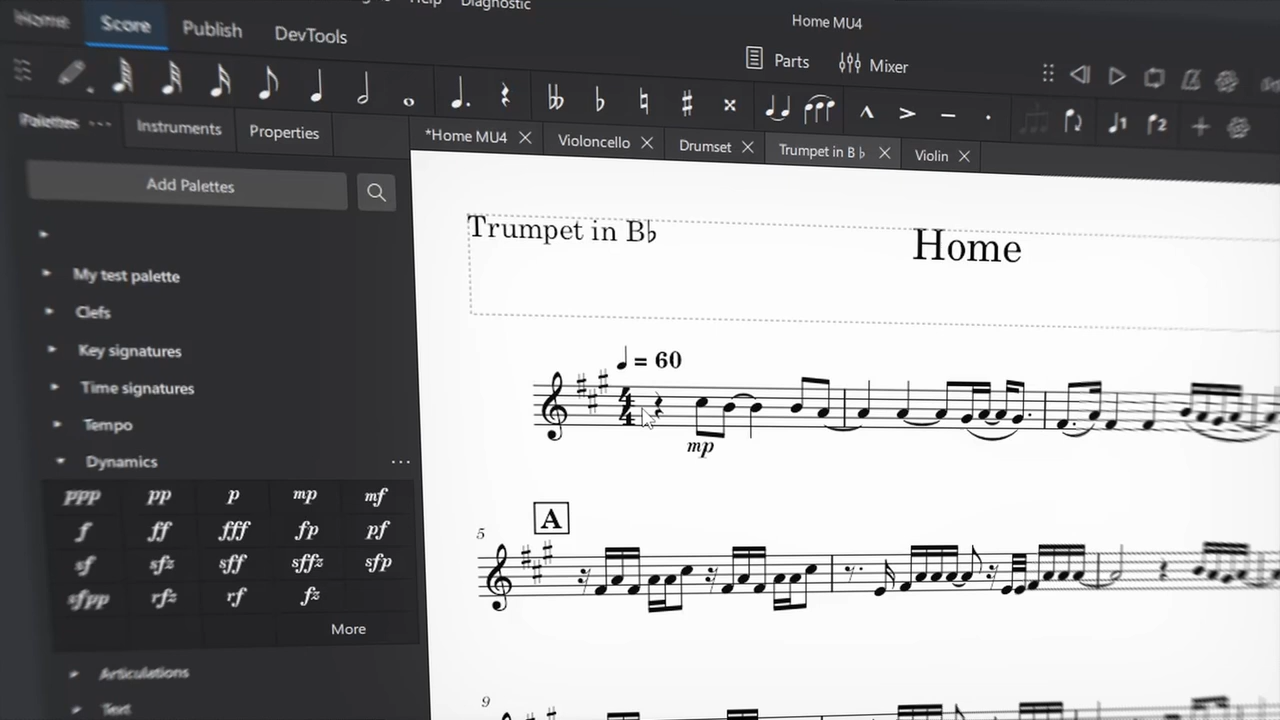 Help Diagnostic
Home Score Publish DevTools
Home MU4
Parts Mixer
Palettes Instruments Properties
*Home MU4 Violoncello Drumset Trumpet in B♭ Violin
Add Palettes
My test palette
Clefs
Key signatures
Time signatures
Tempo
Dynamics
ppp pp p mp mf
f ff fff fp pf
sf sfz sff sffz sfp
sfpp rfz rf fz
More
Articulations
Text
Trumpet in B♭
Home
= 60
4
4
mp
A
5
9